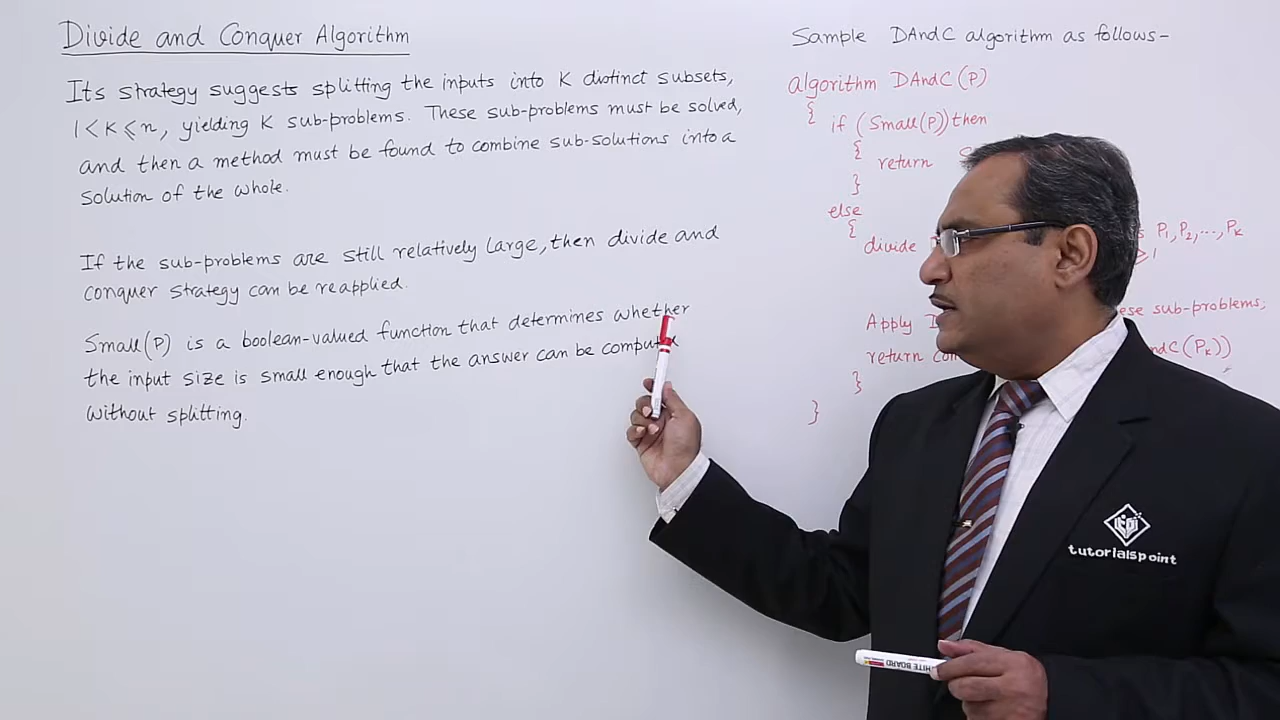 Divide and Conquer Algorithm
Its strategy suggests splitting the inputs into K distinct subsets,
1 < K ≤ n, yielding K sub-problems. These sub-problems must be solved,
and then a method must be found to combine sub-solutions into a
solution of the whole.
If the sub-problems are still relatively large, then divide and
conquer strategy can be reapplied.
Small(P) is a boolean-valued function that determines whether
the input size is small enough that the answer can be computed
without splitting.
Sample DAndC algorithm as follows-
algorithm DAndC(P)
{
if (Small(P)) then
{
return
}
else
{
divide P1, P2, ..., Pk
≥ 1
Apply these sub-problems;
return (Pk))
}
}
tutorialspoint
WHITE BOARD